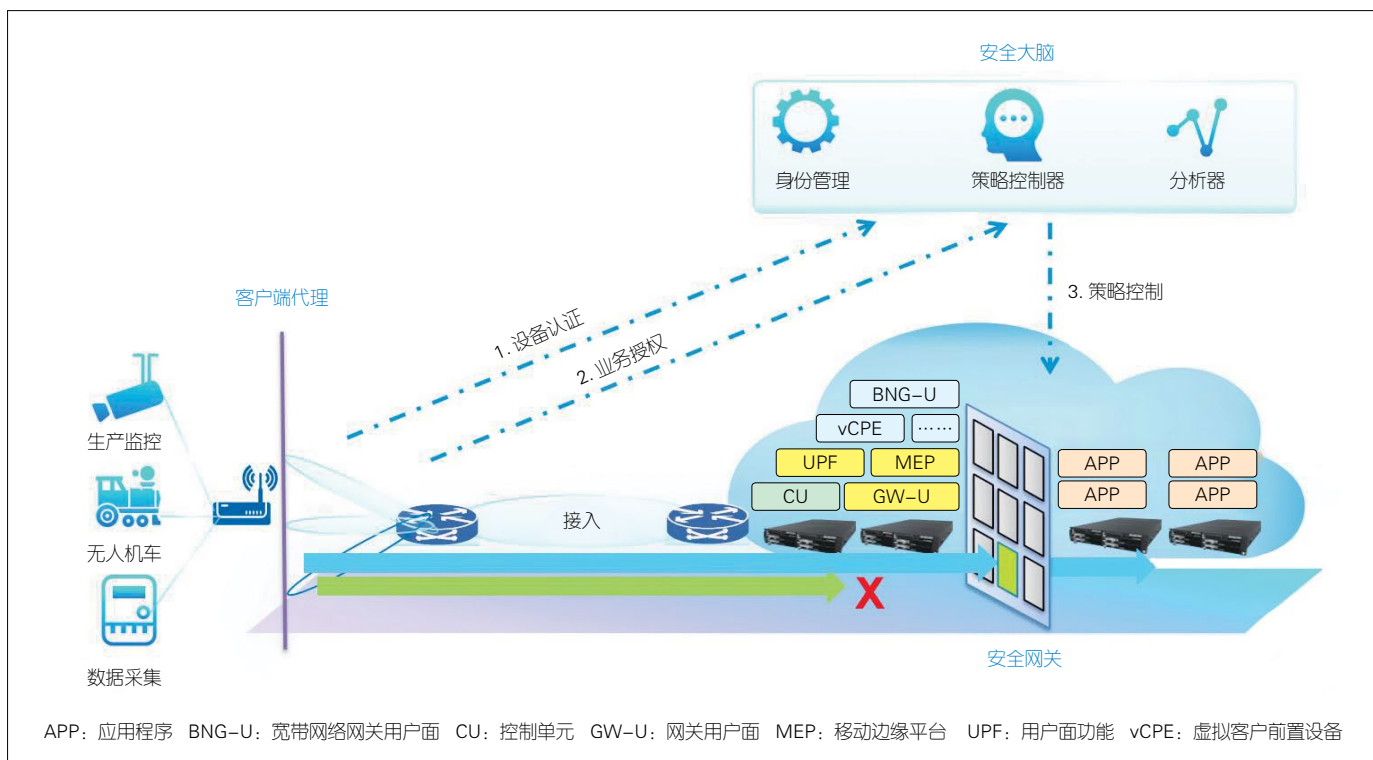 安全大脑
身份管理
策略控制器
分析器
客户端代理
1. 设备认证
2. 业务授权
3. 策略控制
生产监控
无人机车
数据采集
接入
BNG-U
vCPE
……
UPF
MEP
CU
GW-U
APP
APP
APP
APP
X
安全网关
APP：应用程序 BNG-U：宽带网络网关用户面 CU：控制单元 GW-U：网关用户面 MEP：移动边缘平台 UPF：用户面功能 vCPE：虚拟客户前置设备